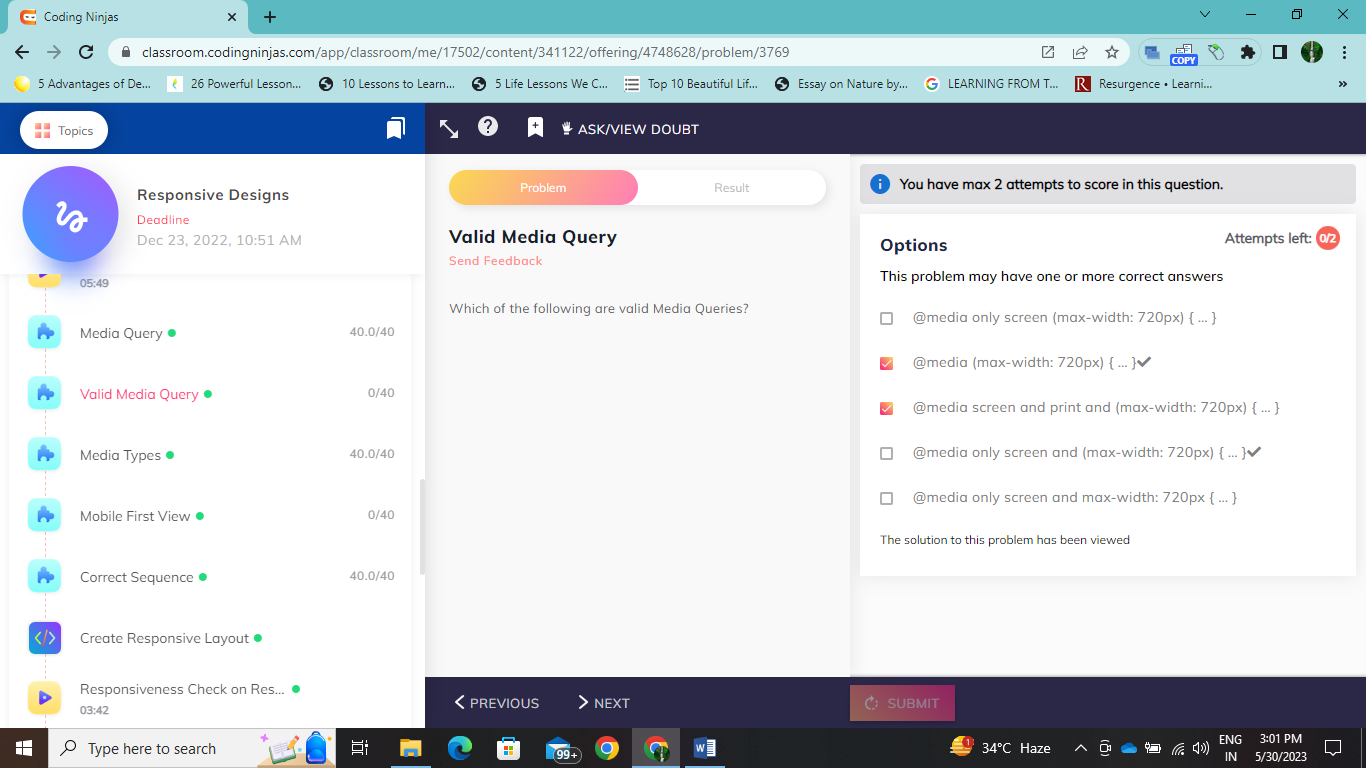 Coding Ninjas
classroom.codingninjas.com/app/classroom/me/17502/content/341122/offering/4748628/problem/3769
COPY
5 Advantages of De...
26 Powerful Lesson...
10 Lessons to Learn...
5 Life Lessons We C...
Top 10 Beautiful Lif...
Essay on Nature by...
LEARNING FROM T...
Resurgence • Learni...
»
Topics
ASK/VIEW DOUBT
Responsive Designs
Deadline
Dec 23, 2022, 10:51 AM
05:49
Media Query
40.0/40
Valid Media Query
0/40
Media Types
40.0/40
Mobile First View
0/40
Correct Sequence
40.0/40
Create Responsive Layout
Responsiveness Check on Res...
03:42
Problem
Result
Valid Media Query
Send Feedback
Which of the following are valid Media Queries?
PREVIOUS
NEXT
You have max 2 attempts to score in this question.
Options
Attempts left: 0/2
This problem may have one or more correct answers
@media only screen (max-width: 720px) { ... }
@media (max-width: 720px) { ... }
@media screen and print and (max-width: 720px) { ... }
@media only screen and (max-width: 720px) { ... }
@media only screen and max-width: 720px { ... }
The solution to this problem has been viewed
SUBMIT
Type here to search
99+
1
34°C Haze
ENG
IN
3:01 PM
5/30/2023